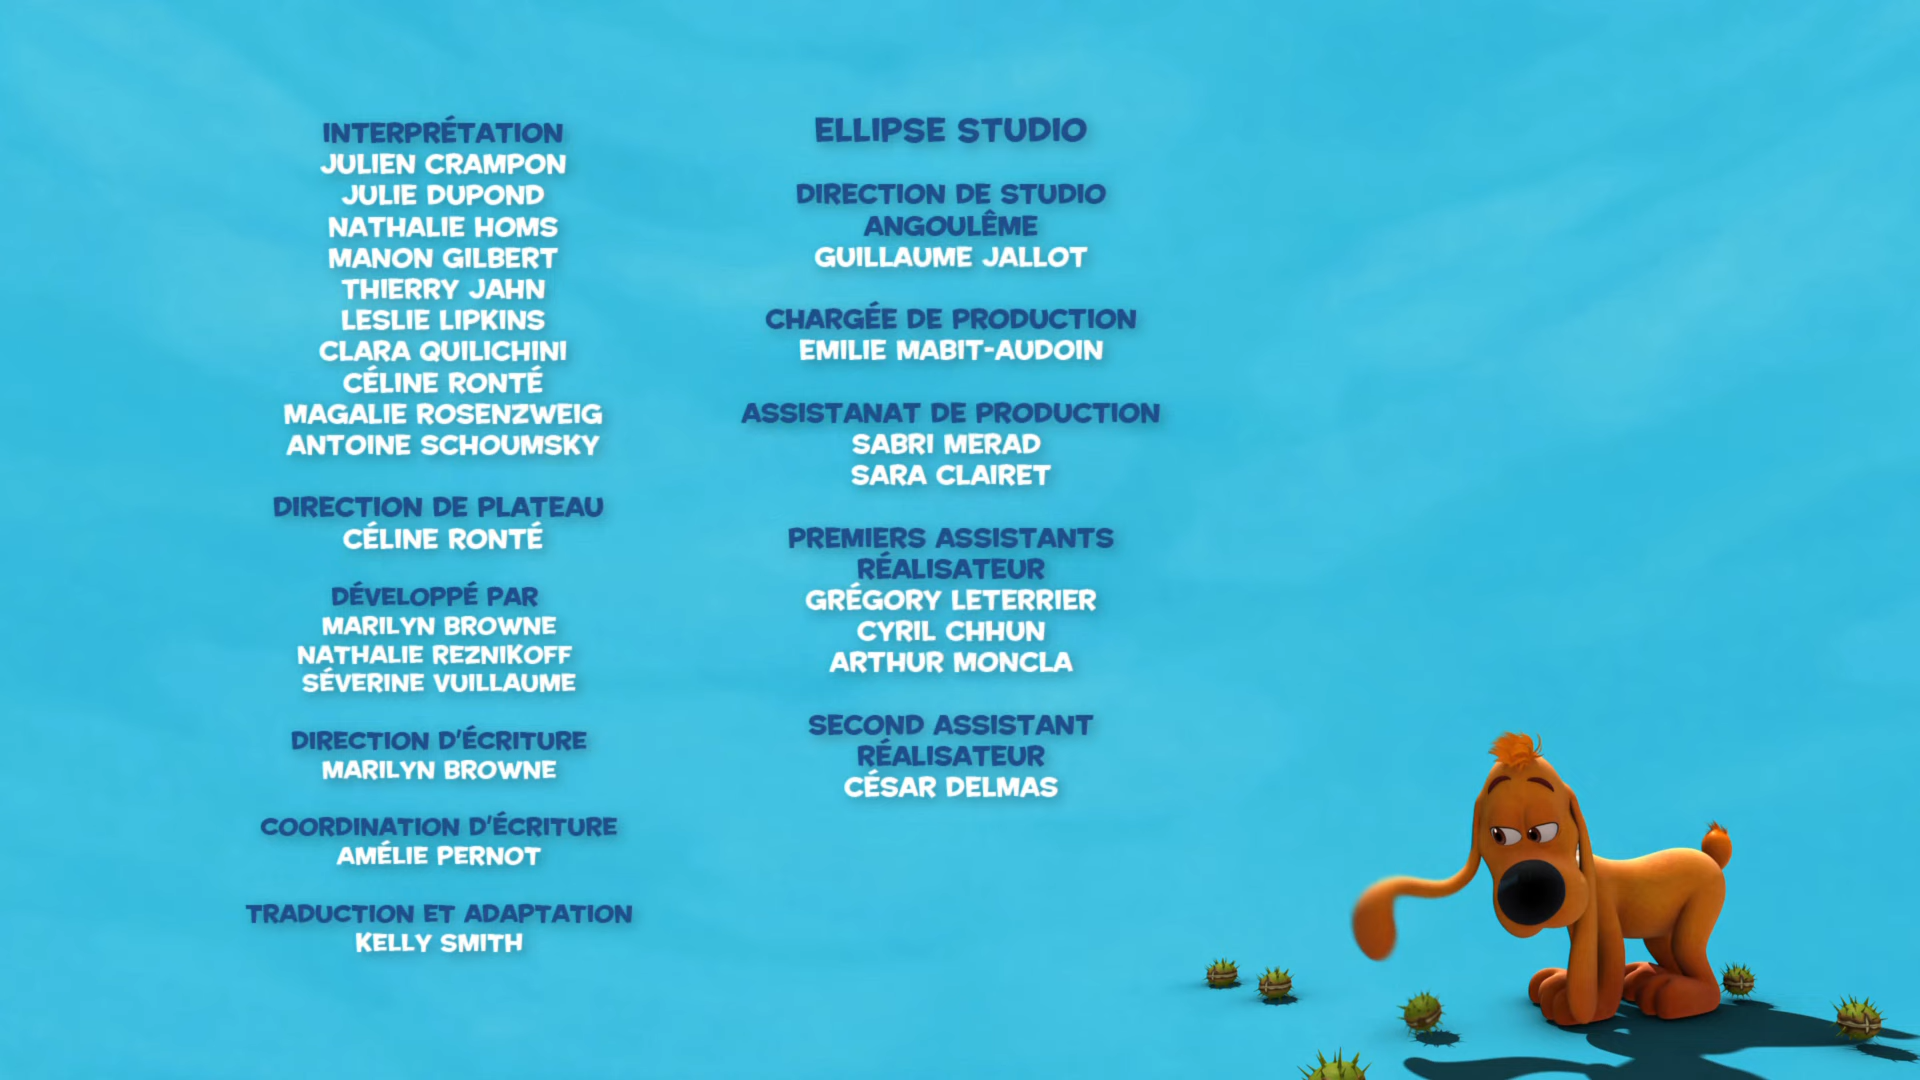 INTERPRÉTATION
JULIEN CRAMPON
JULIE DUPOND
NATHALIE HOMS
MANON GILBERT
THIERRY JAHN
LESLIE LIPKINS
CLARA QUILICHINI
CÉLINE RONTÉ
MAGALIE ROSENZWEIG
ANTOINE SCHOUMSKY
DIRECTION DE PLATEAU
CÉLINE RONTÉ
DÉVELOPPÉ PAR
MARILYN BROWNE
NATHALIE REZNIKOFF
SÉVERINE VUILLAUME
DIRECTION D'ÉCRITURE
MARILYN BROWNE
COORDINATION D'ÉCRITURE
AMÉLIE PERNOT
TRADUCTION ET ADAPTATION
KELLY SMITH
ELLIPSE STUDIO
DIRECTION DE STUDIO
ANGOULÊME
GUILLAUME JALLOT
CHARGÉE DE PRODUCTION
EMILIE MABIT-AUDOIN
ASSISTANAT DE PRODUCTION
SABRI MERAD
SARA CLAIRET
PREMIERS ASSISTANTS
RÉALISATEUR
GRÉGORY LETERRIER
CYRIL CHHUN
ARTHUR MONCLA
SECOND ASSISTANT
RÉALISATEUR
CÉSAR DELMAS